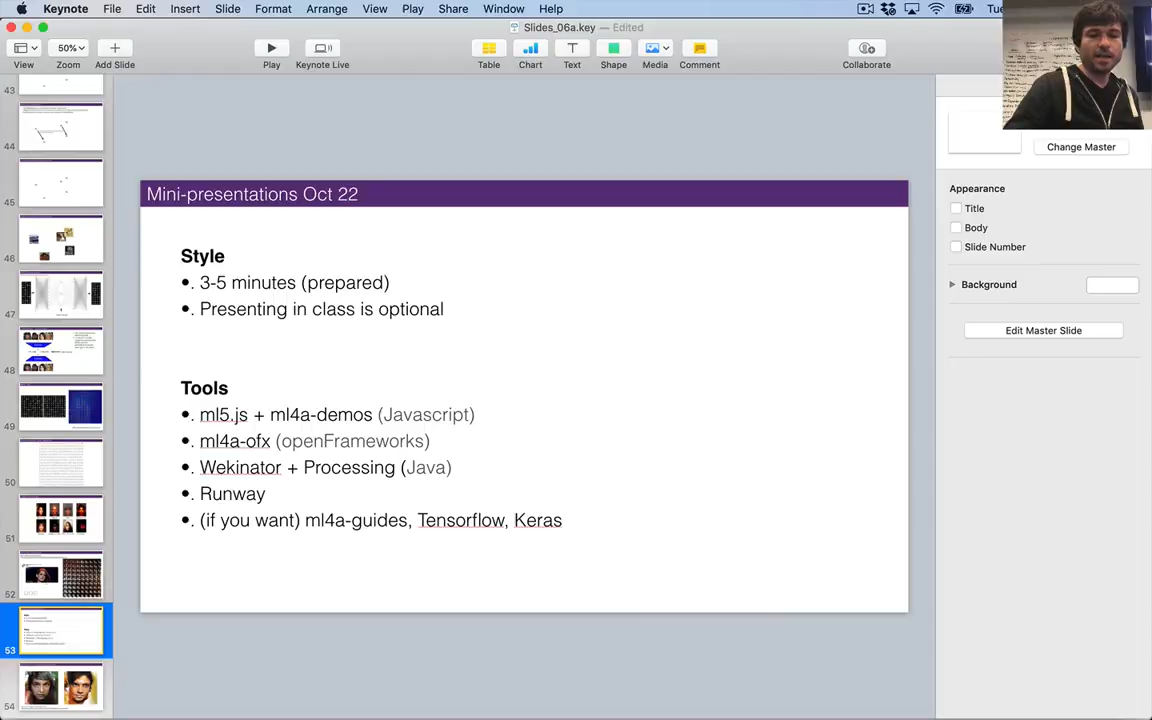 Keynote File Edit Insert Slide Format Arrange View Play Share Window Help Tue
Slides_06a.key — Edited
50%
View Zoom Add Slide Play Keynote Live Table Chart Text Shape Media Comment Collaborate
43
44
45
46
47
48
49
50
51
52
53
54
Mini-presentations Oct 22
Style
•. 3-5 minutes (prepared)
•. Presenting in class is optional
Tools
•. ml5.js + ml4a-demos (Javascript)
•. ml4a-ofx (openFrameworks)
•. Wekinator + Processing (Java)
•. Runway
•. (if you want) ml4a-guides, Tensorflow, Keras
Change Master
Appearance
Title
Body
Slide Number
Background
Edit Master Slide